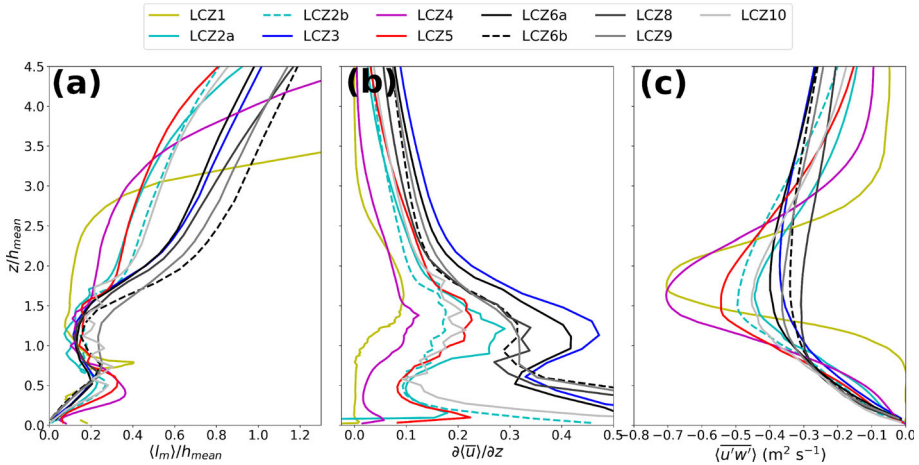 LCZ1 LCZ2b LCZ4 LCZ6a LCZ8 LCZ10
LCZ2a LCZ3 LCZ5 LCZ6b LCZ9
(a) (b) (c)
4.5
4.0
3.5
3.0
2.5
2.0
1.5
1.0
0.5
0.0
z/h_mean
0.0 0.2 0.4 0.6 0.8 1.0 1.2
0.0 0.1 0.2 0.3 0.4 0.5
−0.8 −0.7 −0.6 −0.5 −0.4 −0.3 −0.2 −0.1 0.0
⟨l_m⟩/h_mean
∂⟨u̅⟩/∂z
⟨u̅′w̅′⟩ (m² s⁻¹)